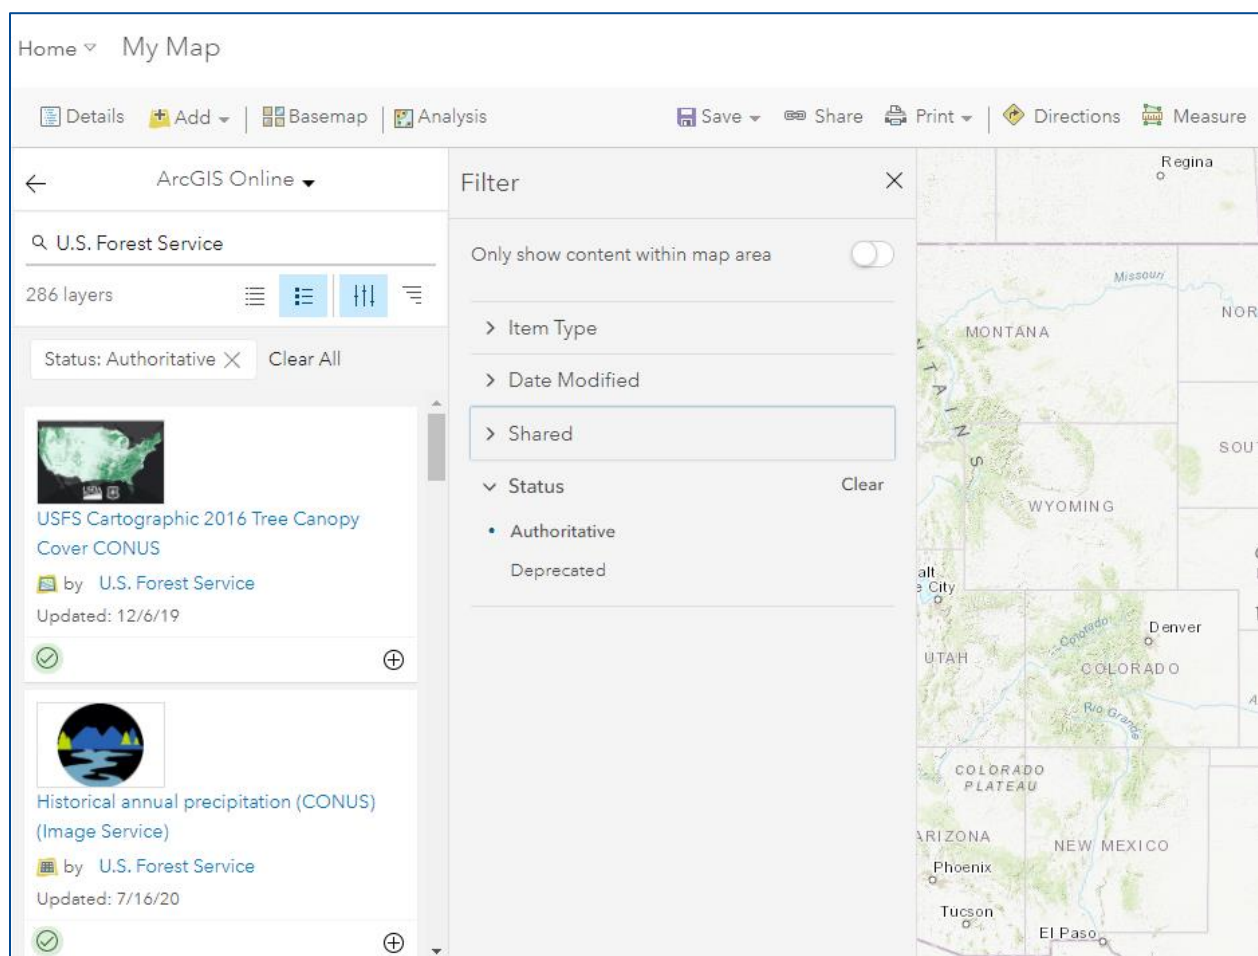 Home My Map
Details Add Basemap Analysis Save Share Print Directions Measure
ArcGIS Online
U.S. Forest Service
286 layers
Status: Authoritative Clear All
USFS Cartographic 2016 Tree Canopy
Cover CONUS
by U.S. Forest Service
Updated: 12/6/19
Historical annual precipitation (CONUS)
(Image Service)
by U.S. Forest Service
Updated: 7/16/20
Filter
Only show content within map area
Item Type
Date Modified
Shared
Status Clear
Authoritative
Deprecated
Regina
Missouri
NOR
MONTANA
T A I N S
SOU
WYOMING
alt
e City
Colorado
Denver
UTAH
COLORADO
Rio Grande
COLORADO
PLATEAU
ARIZONA
NEW MEXICO
Phoenix
Tucson
El Paso